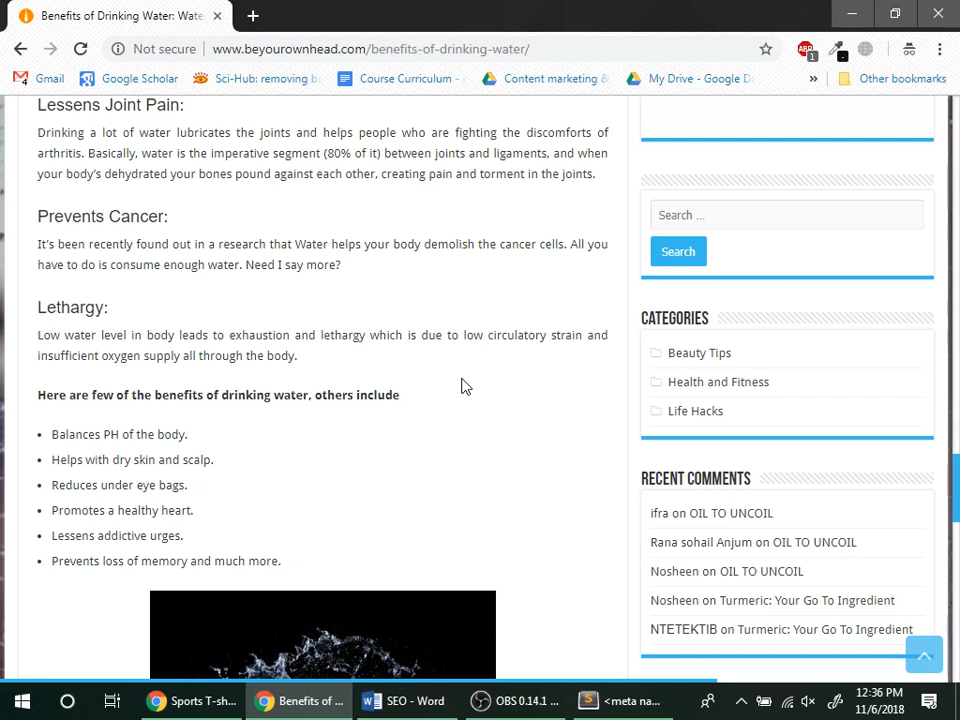 Benefits of Drinking Water: Wate
Not secure
www.beyourownhead.com/benefits-of-drinking-water/
ABP
1
Gmail
Google Scholar
Sci-Hub: removing b
Course Curriculum -
Content marketing &
My Drive - Google D
»
Other bookmarks
Lessens Joint Pain:
Drinking a lot of water lubricates the joints and helps people who are fighting the discomforts of
arthritis. Basically, water is the imperative segment (80% of it) between joints and ligaments, and when
your body’s dehydrated your bones pound against each other, creating pain and torment in the joints.
Prevents Cancer:
It’s been recently found out in a research that Water helps your body demolish the cancer cells. All you
have to do is consume enough water. Need I say more?
Lethargy:
Low water level in body leads to exhaustion and lethargy which is due to low circulatory strain and
insufficient oxygen supply all through the body.
Here are few of the benefits of drinking water, others include
• Balances PH of the body.
• Helps with dry skin and scalp.
• Reduces under eye bags.
• Promotes a healthy heart.
• Lessens addictive urges.
• Prevents loss of memory and much more.
Search ...
Search
CATEGORIES
Beauty Tips
Health and Fitness
Life Hacks
RECENT COMMENTS
ifra on OIL TO UNCOIL
Rana sohail Anjum on OIL TO UNCOIL
Nosheen on OIL TO UNCOIL
Nosheen on Turmeric: Your Go To Ingredient
NTETEKTIB on Turmeric: Your Go To Ingredient
Sports T-sh...
Benefits of ...
SEO - Word
OBS 0.14.1 ...
<meta na...
12:36 PM
11/6/2018